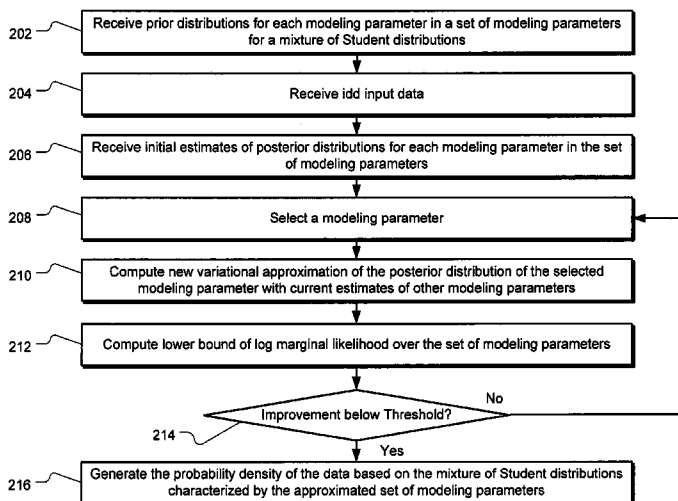 202
Receive prior distributions for each modeling parameter in a set of modeling parameters
for a mixture of Student distributions
204
Receive idd input data
206
Receive initial estimates of posterior distributions for each modeling parameter in the set
of modeling parameters
208
Select a modeling parameter
210
Compute new variational approximation of the posterior distribution of the selected
modeling parameter with current estimates of other modeling parameters
212
Compute lower bound of log marginal likelihood over the set of modeling parameters
Improvement below Threshold?
No
214
Yes
216
Generate the probability density of the data based on the mixture of Student distributions
characterized by the approximated set of modeling parameters